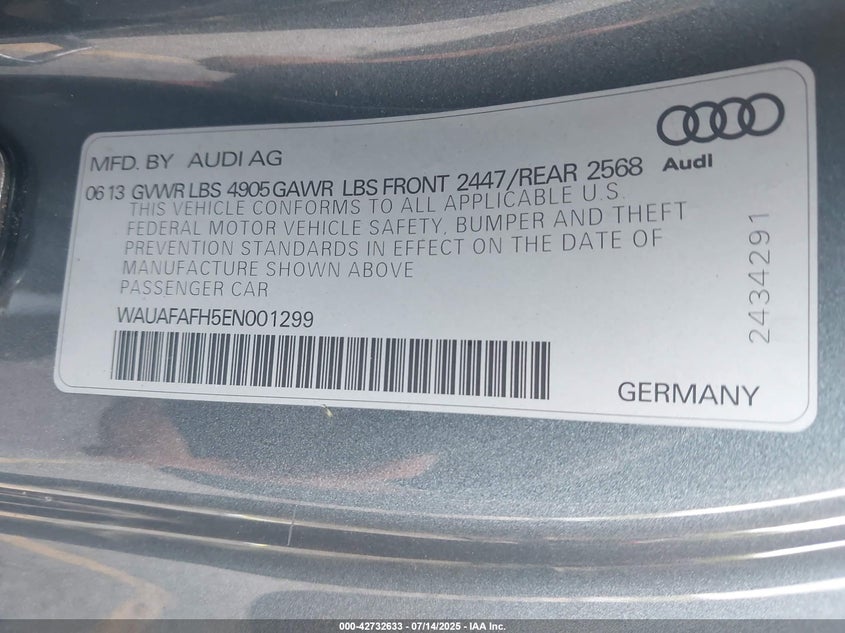 MFD. BY AUDI AG
Audi
06 13 GVWR LBS 4905 GAWR LBS FRONT 2447/REAR 2568
THIS VEHICLE CONFORMS TO ALL APPLICABLE U.S.
FEDERAL MOTOR VEHICLE SAFETY, BUMPER AND THEFT
PREVENTION STANDARDS IN EFFECT ON THE DATE OF
MANUFACTURE SHOWN ABOVE
PASSENGER CAR
WAUAFAFH5EN001299
2434291
GERMANY
000-42732633 / 07/14/2025 - IAA Inc.